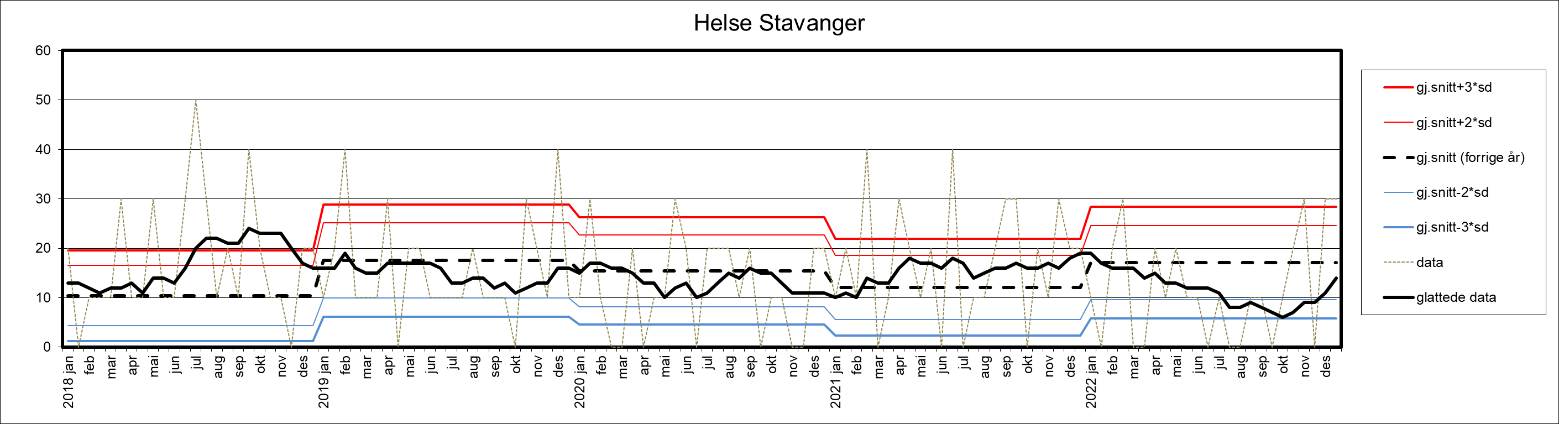 Helse Stavanger
60
50
40
30
20
10
0
2018 jan
feb
mar
apr
mai
jun
jul
aug
sep
okt
nov
des
2019 jan
feb
mar
apr
mai
jun
jul
aug
sep
okt
nov
des
2020 jan
feb
mar
apr
mai
jun
jul
aug
sep
okt
nov
des
2021 jan
feb
mar
apr
mai
jun
jul
aug
sep
okt
nov
des
2022 jan
feb
mar
apr
mai
jun
jul
aug
sep
okt
nov
des
gj.snitt+3*sd
gj.snitt+2*sd
gj.snitt (forrige år)
gj.snitt-2*sd
gj.snitt-3*sd
data
glattede data